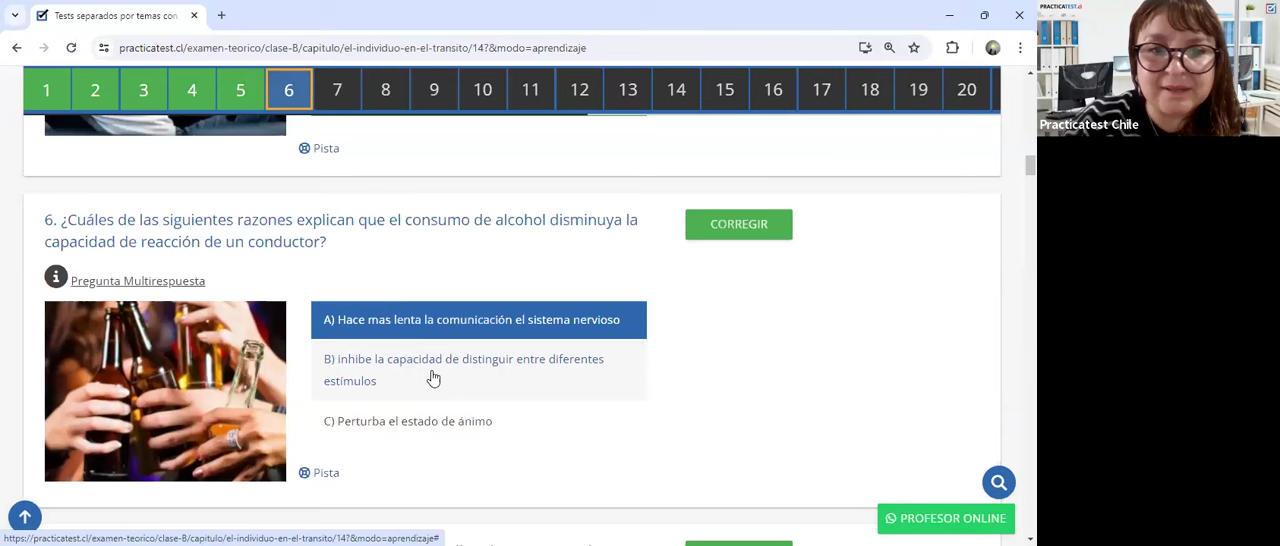 Tests separados por temas con
practicatest.cl/examen-teorico/clase-B/capitulo/el-individuo-en-el-transito/14?&modo=aprendizaje
PRACTICATEST.cl
Practicatest Chile
1 2 3 4 5 6 7 8 9 10 11 12 13 14 15 16 17 18 19 20
Pista
6. ¿Cuáles de las siguientes razones explican que el consumo de alcohol disminuya la
capacidad de reacción de un conductor?
CORREGIR
Pregunta Multirespuesta
A) Hace mas lenta la comunicación el sistema nervioso
B) inhibe la capacidad de distinguir entre diferentes
estímulos
C) Perturba el estado de ánimo
Pista
PROFESOR ONLINE
https://practicatest.cl/examen-teorico/clase-B/capitulo/el-individuo-en-el-transito/14?&modo=aprendizaje#